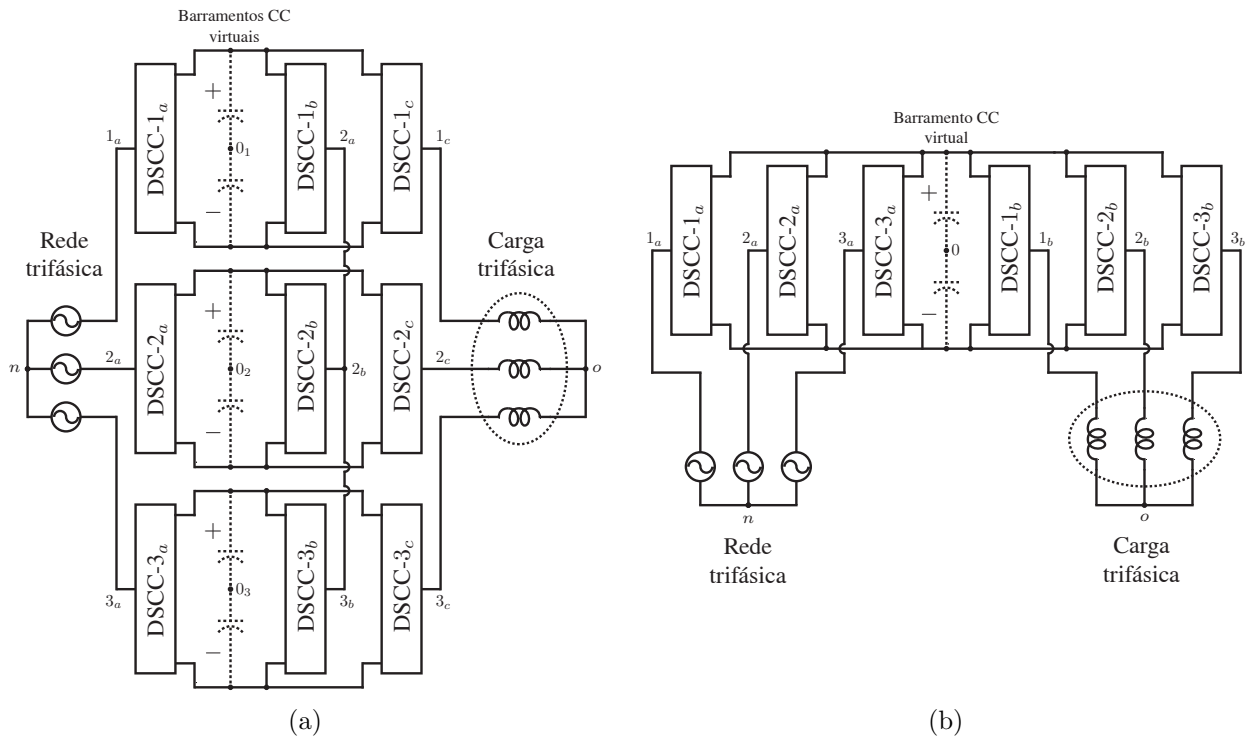 Barramentos CC
virtuais
+
+
DSCC-1a
DSCC-1b
DSCC-1c
1a
01
2a
1c
−
Rede
trifásica
Carga
trifásica
+
DSCC-2a
DSCC-2b
DSCC-2c
n
2a
02
2b
2c
o
−
+
DSCC-3a
DSCC-3b
DSCC-3c
3a
03
3b
3c
−
(a)
Barramento CC
virtual
DSCC-1a
DSCC-2a
DSCC-3a
DSCC-1b
DSCC-2b
DSCC-3b
+
1a
2a
3a
0
1b
2b
3b
−
n
o
Rede
trifásica
Carga
trifásica
(b)